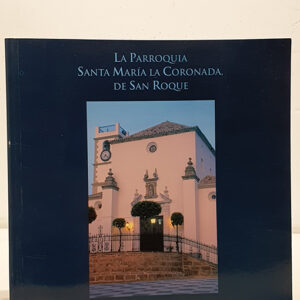 La Parroquia
Santa María la Coronada,
de San Roque